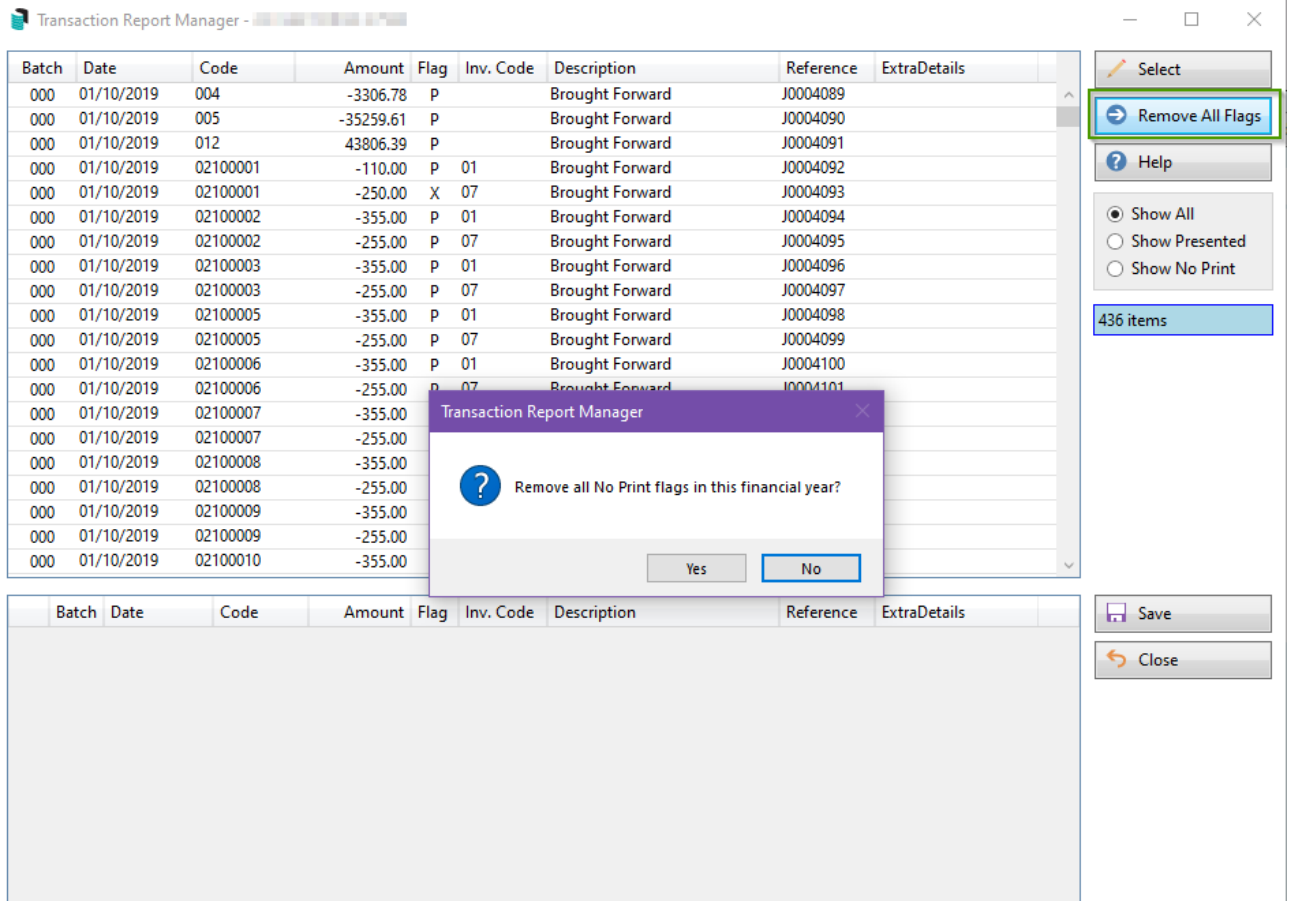 Transaction Report Manager -
Batch Date Code Amount Flag Inv. Code Description Reference ExtraDetails
000 01/10/2019 004 -3306.78 P Brought Forward J0004089
000 01/10/2019 005 -35259.61 P Brought Forward J0004090
000 01/10/2019 012 43806.39 P Brought Forward J0004091
000 01/10/2019 02100001 -110.00 P 01 Brought Forward J0004092
000 01/10/2019 02100001 -250.00 X 07 Brought Forward J0004093
000 01/10/2019 02100002 -355.00 P 01 Brought Forward J0004094
000 01/10/2019 02100002 -255.00 P 07 Brought Forward J0004095
000 01/10/2019 02100003 -355.00 P 01 Brought Forward J0004096
000 01/10/2019 02100003 -255.00 P 07 Brought Forward J0004097
000 01/10/2019 02100005 -355.00 P 01 Brought Forward J0004098
000 01/10/2019 02100005 -255.00 P 07 Brought Forward J0004099
000 01/10/2019 02100006 -355.00 P 01 Brought Forward J0004100
000 01/10/2019 02100006 -255.00 P 07 Brought Forward J0004101
000 01/10/2019 02100007 -355.00
000 01/10/2019 02100007 -255.00
000 01/10/2019 02100008 -355.00
000 01/10/2019 02100008 -255.00
000 01/10/2019 02100009 -355.00
000 01/10/2019 02100009 -255.00
000 01/10/2019 02100010 -355.00
Select
Remove All Flags
Help
Show All
Show Presented
Show No Print
436 items
Transaction Report Manager
Remove all No Print flags in this financial year?
Yes No
Batch Date Code Amount Flag Inv. Code Description Reference ExtraDetails
Save
Close